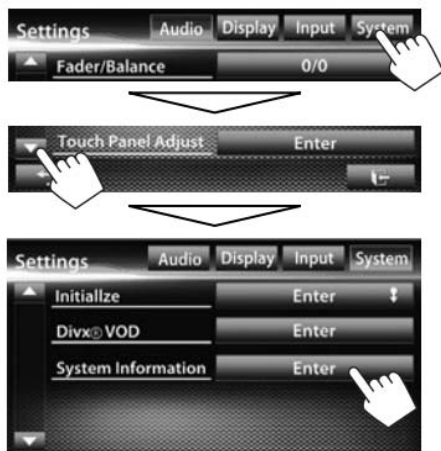 Settings Audio Display Input System
Fader/Balance 0/0
Touch Panel Adjust Enter
Settings Audio Display Input System
Initiallze Enter
Divx® VOD Enter
System Information Enter